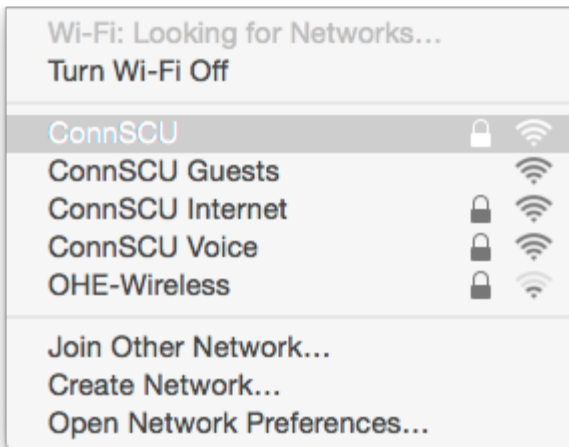 Wi-Fi: Looking for Networks...
Turn Wi-Fi Off
ConnSCU
ConnSCU Guests
ConnSCU Internet
ConnSCU Voice
OHE-Wireless
Join Other Network...
Create Network...
Open Network Preferences...